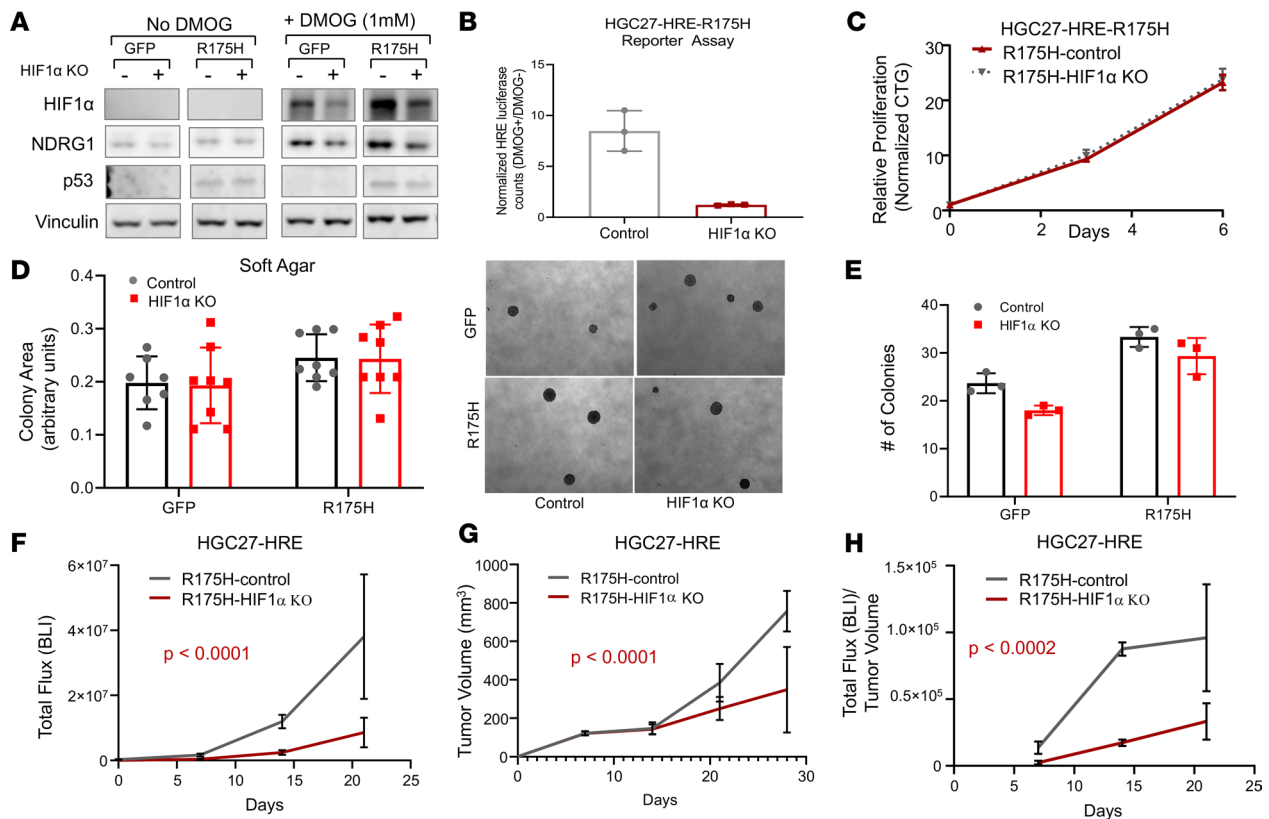 A
No DMOG
+ DMOG (1mM)
GFP
R175H
GFP
R175H
HIF1α KO
- + - + - + - +
HIF1α
NDRG1
p53
Vinculin
B
HGC27-HRE-R175H
Reporter Assay
Normalized HRE luciferase
counts (DMOG+/DMOG-)
15
10
5
0
Control
HIF1α KO
C
HGC27-HRE-R175H
R175H-control
R175H-HIF1α KO
Relative Proliferation
(Normalized CTG)
30
20
10
0
0 2 4 6
Days
D
Soft Agar
Control
HIF1α KO
Colony Area
(arbitrary units)
0.4
0.3
0.2
0.1
0.0
GFP
R175H
GFP
R175H
Control
HIF1α KO
E
Control
HIF1α KO
# of Colonies
40
30
20
10
0
GFP
R175H
F
HGC27-HRE
R175H-control
R175H-HIF1α KO
p < 0.0001
Total Flux (BLI)
6×10⁷
4×10⁷
2×10⁷
0
0 5 10 15 20 25
Days
G
HGC27-HRE
R175H-control
R175H-HIF1α KO
p < 0.0001
Tumor Volume (mm³)
1000
800
600
400
200
0
0 10 20 30
Days
H
HGC27-HRE
R175H-control
R175H-HIF1α KO
p < 0.0002
Total Flux (BLI)/
Tumor Volume
1.5×10⁵
1.0×10⁵
0.5×10⁵
0
0 5 10 15 20 25
Days